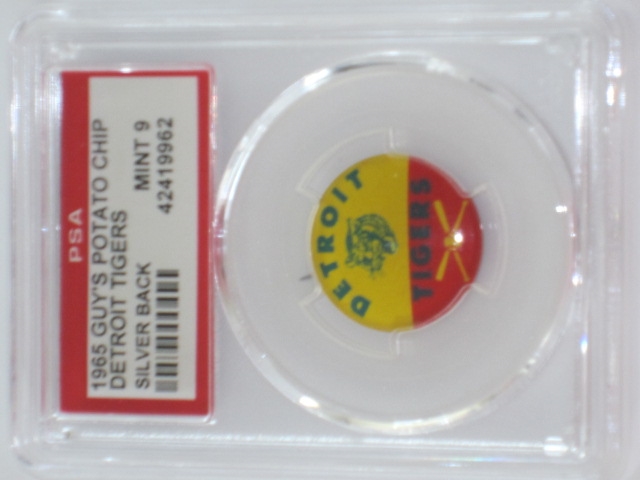 PSA
1965 GUY'S POTATO CHIP
DETROIT TIGERS
SILVER BACK MINT 9
42419962
DETROIT
TIGERS